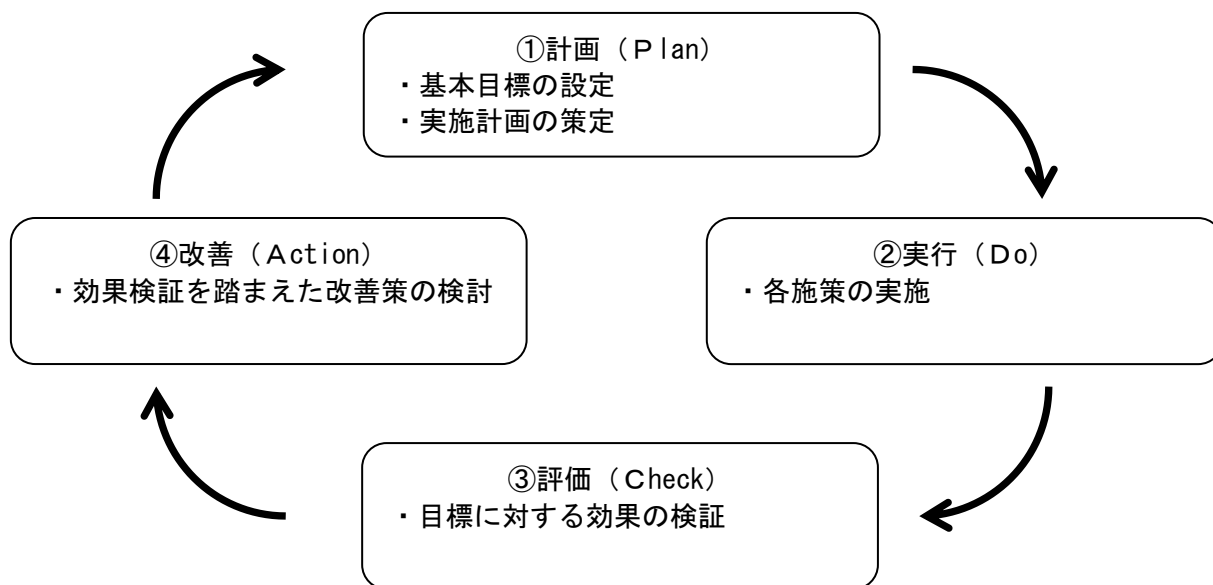 ①計画（Ｐlan）
・基本目標の設定
・実施計画の策定
②実行（Ｄo）
・各施策の実施
③評価（Ｃheck）
・目標に対する効果の検証
④改善（Ａction）
・効果検証を踏まえた改善策の検討